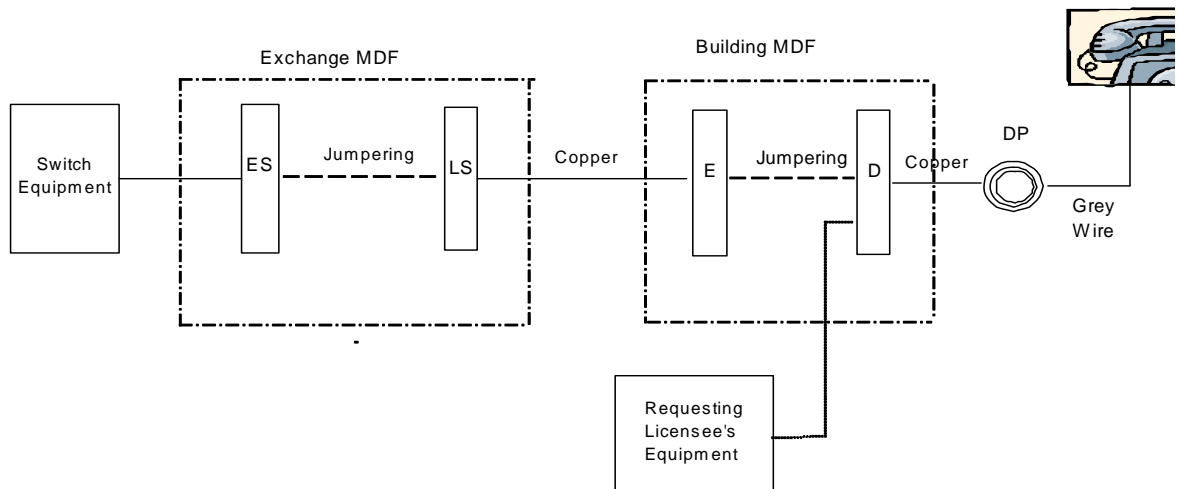 Exchange MDF
Building MDF
Switch
Equipment
ES
Jumpering
LS
Copper
E
Jumpering
D
Copper
DP
Grey
Wire
Requesting
Licensee's
Equipment